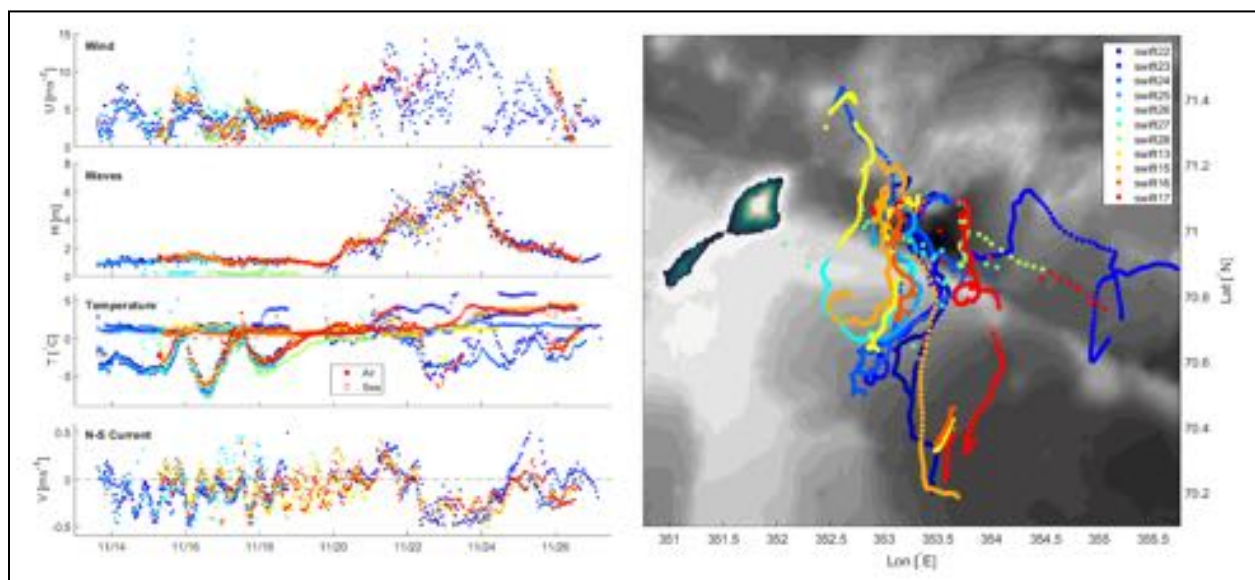 Wind
U [ms⁻²]
15
10
5
0
Waves
H [m]
8
6
4
2
0
Temperature
T [°C]
5
0
-5
Air
Sea
N-S Current
V [ms⁻¹]
0.5
0
-0.5
11/14 11/16 11/18 11/20 11/22 11/24 11/26
swift22
swift23
swift24
swift25
swift26
swift27
swift28
swift13
swift15
swift16
swift17
71.4
71.2
71
70.8
70.6
70.4
70.2
Lat [°N]
351 351.5 352 352.5 353 353.5 354 354.5 355 355.5
Lon [°E]